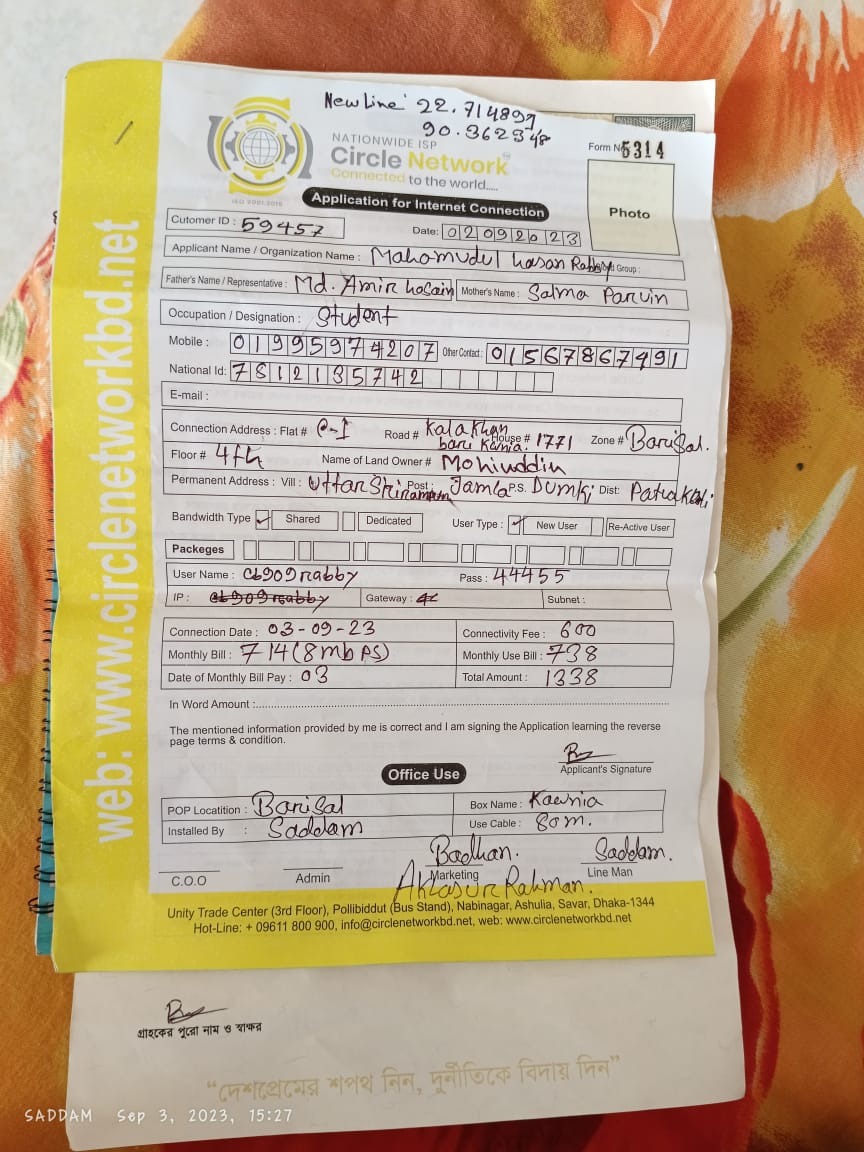 New Line 22.714897
90.362348
NATIONWIDE ISP
Circle Network
Connected to the world.....
ISO 9001:2015
Form No 5314
Photo
Application for Internet Connection
Cutomer ID : 59457
Date: 02092023
Applicant Name / Organization Name : Mahamudul hasan Rabby Group :
Father's Name / Representative : Md. Amir hosain Mother's Name : Salma Parvin
Occupation / Designation : Student
Mobile : 01995974207 Other Contact : 01567867491
National Id: 7812135742
E-mail :
Connection Address : Flat # C-1 Road # Kala Khan bari Kawnia. House # 1771 Zone # Barisal.
Floor # 4th Name of Land Owner # Mohiuddin
Permanent Address : Vill : Uttar Shirampur Post : Jamla P.S. Dumki Dist: Patuakhali
Bandwidth Type ✓ Shared Dedicated User Type : ✓ New User Re-Active User
Packeges
User Name : cb909rabby Pass : 44455
IP : cb909rabby Gateway : Subnet :
Connection Date : 03-09-23 Connectivity Fee : 600
Monthly Bill : 714 (8mbps) Monthly Use Bill : 738
Date of Monthly Bill Pay : 03 Total Amount : 1338
In Word Amount :
The mentioned information provided by me is correct and I am signing the Application learning the reverse
page terms & condition.
Applicant's Signature
Office Use
POP Locatition : Barisal Box Name : Kawnia
Installed By : Saddam Use Cable : 80m.
Badhan. Saddam.
C.O.O Admin Marketing Line Man
Rahman.
Unity Trade Center (3rd Floor), Pollibiddut (Bus Stand), Nabinagar, Ashulia, Savar, Dhaka-1344
Hot-Line: + 09611 800 900, info@circlenetworkbd.net, web: www.circlenetworkbd.net
web: www.circlenetworkbd.net
গ্রাহকের পুরো নাম ও স্বাক্ষর
“দেশপ্রেমের শপথ নিন, দুর্নীতিকে বিদায় দিন”
SADDAM Sep 3, 2023, 15:27